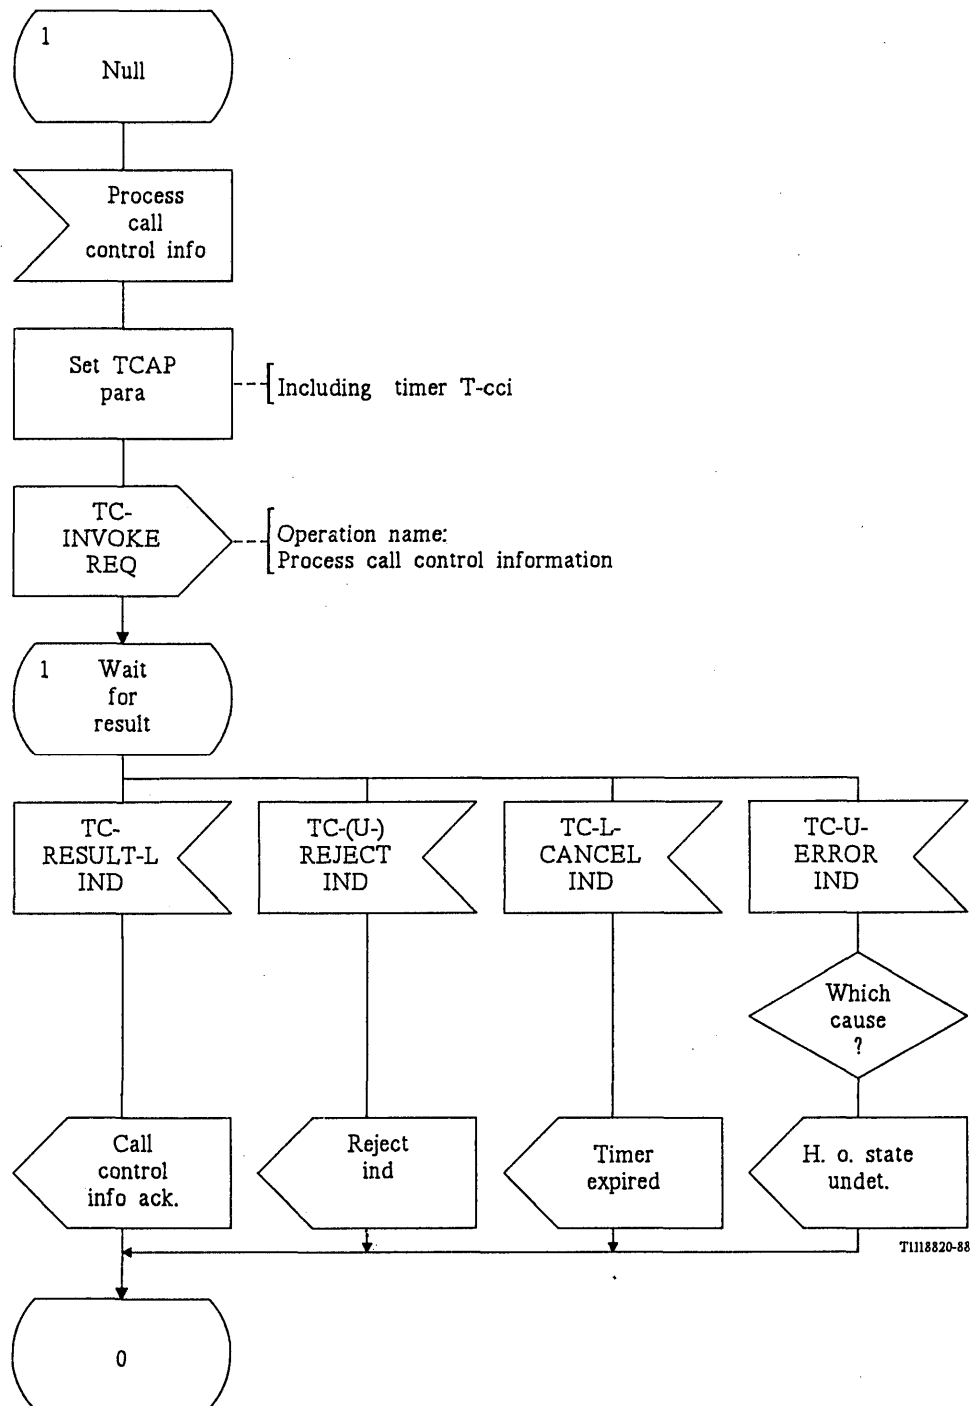 1
Null
Process
call
control info
Set TCAP
para
Including timer T-cci
TC-
INVOKE
REQ
Operation name:
Process call control information
1
Wait
for
result
TC-
RESULT-L
IND
TC-(U-)
REJECT
IND
TC-L-
CANCEL
IND
TC-U-
ERROR
IND
Which
cause
?
Call
control
info ack.
Reject
ind
Timer
expired
H. o. state
undet.
T1118820-88
0